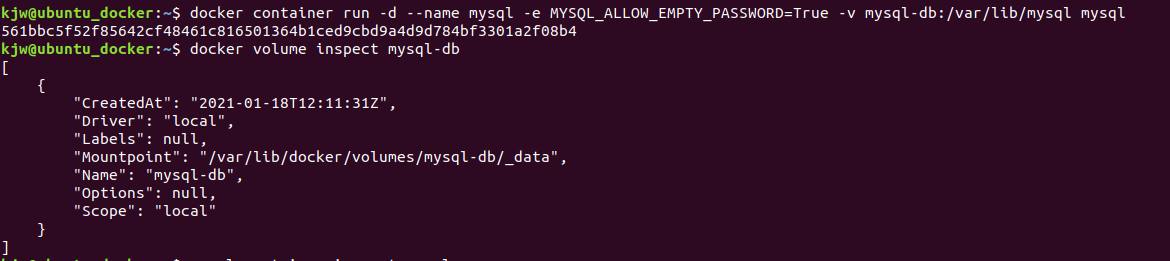 kjw@ubuntu_docker:~$ docker container run -d --name mysql -e MYSQL_ALLOW_EMPTY_PASSWORD=True -v mysql-db:/var/lib/mysql mysql
561bbc5f52f85642cf48461c816501364b1ced9cbd9a4d9d784bf3301a2f08b4
kjw@ubuntu_docker:~$ docker volume inspect mysql-db
[
    {
        "CreatedAt": "2021-01-18T12:11:31Z",
        "Driver": "local",
        "Labels": null,
        "Mountpoint": "/var/lib/docker/volumes/mysql-db/_data",
        "Name": "mysql-db",
        "Options": null,
        "Scope": "local"
    }
]